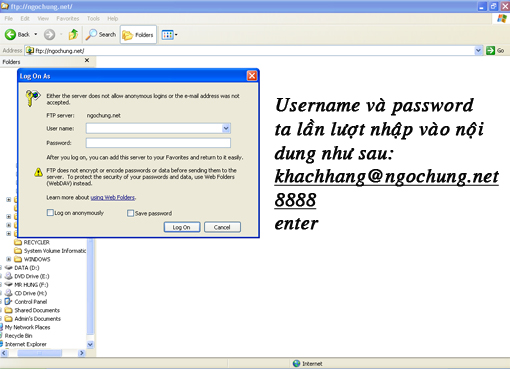 ftp://ngochung.net/
File Edit View Favorites Tools Help
Back Search Folders
Address ftp://ngochung.net/ Go
Folders
Log On As
Either the server does not allow anonymous logins or the e-mail address was not
accepted.
FTP server: ngochung.net
User name:
Password:
After you log on, you can add this server to your Favorites and return to it easily.
FTP does not encrypt or encode passwords or data before sending them to the
server. To protect the security of your passwords and data, use Web Folders
(WebDAV) instead.
Learn more about using Web Folders.
Log on anonymously Save password
Log On Cancel
RECYCLER
System Volume Informatic
WINDOWS
DATA (D:)
DVD Drive (E:)
MR HUNG (F:)
CD Drive (H:)
Control Panel
Shared Documents
Admin's Documents
My Network Places
Recycle Bin
Internet Explorer
Internet
Username và password
ta lần lượt nhập vào nội
dung như sau:
khachhang@ngochung.net
8888
enter